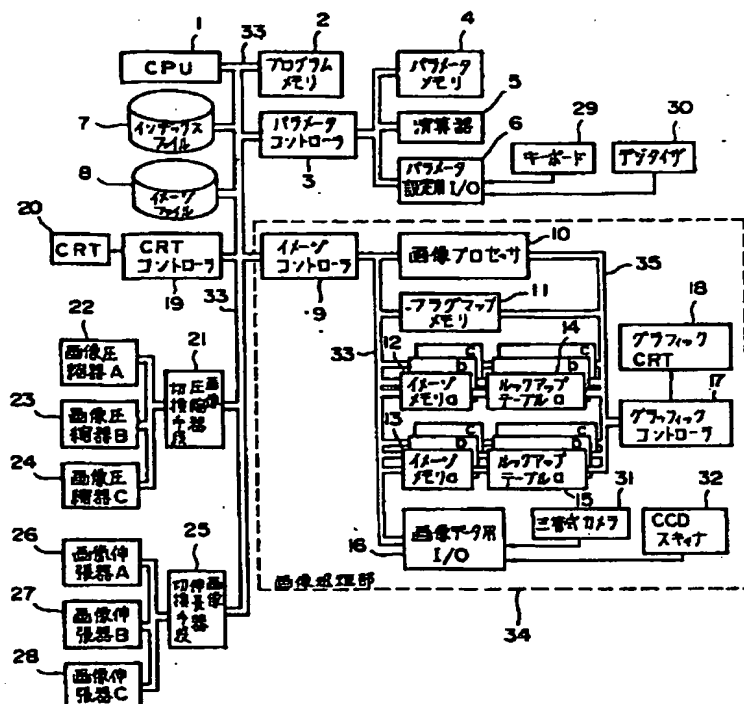 33
1
CPU
2
プログラム
メモリ
4
パラメータ
メモリ
5
演算器
7
インデックス
ファイル
パラメータ
コントローラ
3
6
パラメータ
設定用I/O
29
キーボード
30
デジタイザ
8
イメージ
ファイル
20
CRT
CRT
コントローラ
19
33
イメージ
コントローラ
9
画像プロセッサ
10
35
フラグマップ
メモリ
11
33
12
イメージ
メモリa
b
c
14
ルックアップ
テーブルa
b
c
18
グラフィック
CRT
17
グラフィック
コントローラ
13
イメージ
メモリa
b
c
ルックアップ
テーブルa
b
c
15
31
三管式カメラ
32
CCD
スキャナ
16
画像データ用
I/O
画像処理部
34
22
画像圧
縮器A
23
画像圧
縮器B
24
画像圧
縮器C
21
画像
圧縮器
切換手段
26
画像伸
張器A
27
画像伸
張器B
28
画像伸
張器C
25
画像
伸長器
切換手段